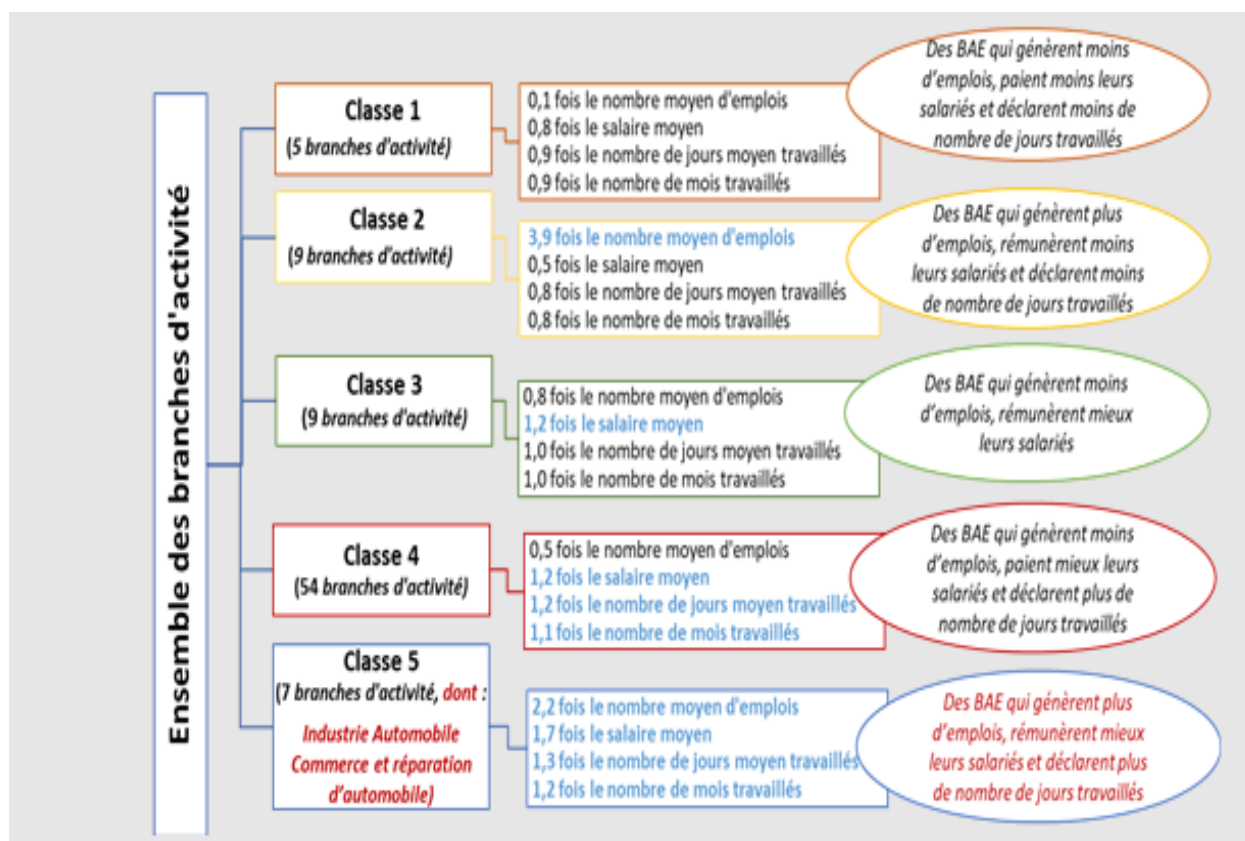 Ensemble des branches d'activité
Classe 1
(5 branches d'activité)
0,1 fois le nombre moyen d'emplois
0,8 fois le salaire moyen
0,9 fois le nombre de jours moyen travaillés
0,9 fois le nombre de mois travaillés
Des BAE qui génèrent moins
d'emplois, paient moins leurs
salariés et déclarent moins de
nombre de jours travaillés
Classe 2
(9 branches d'activité)
3,9 fois le nombre moyen d'emplois
0,5 fois le salaire moyen
0,8 fois le nombre de jours moyen travaillés
0,8 fois le nombre de mois travaillés
Des BAE qui génèrent plus
d'emplois, rémunèrent moins
leurs salariés et déclarent moins
de nombre de jours travaillés
Classe 3
(9 branches d'activité)
0,8 fois le nombre moyen d'emplois
1,2 fois le salaire moyen
1,0 fois le nombre de jours moyen travaillés
1,0 fois le nombre de mois travaillés
Des BAE qui génèrent moins
d'emplois, rémunèrent mieux
leurs salariés
Classe 4
(54 branches d'activité)
0,5 fois le nombre moyen d'emplois
1,2 fois le salaire moyen
1,2 fois le nombre de jours moyen travaillés
1,1 fois le nombre de mois travaillés
Des BAE qui génèrent moins
d'emplois, paient mieux leurs
salariés et déclarent plus de
nombre de jours travaillés
Classe 5
(7 branches d'activité, dont :
Industrie Automobile
Commerce et réparation
d'automobile)
2,2 fois le nombre moyen d'emplois
1,7 fois le salaire moyen
1,3 fois le nombre de jours moyen travaillés
1,2 fois le nombre de mois travaillés
Des BAE qui génèrent plus
d'emplois, rémunèrent mieux
leurs salariés et déclarent plus
de nombre de jours travaillés